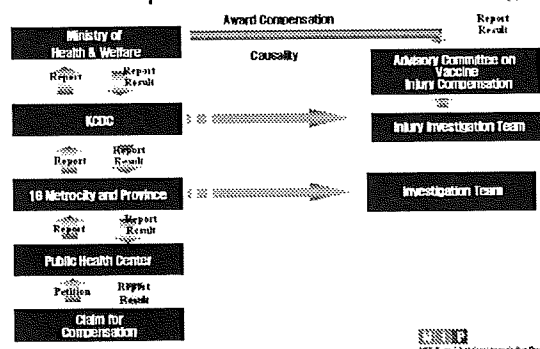 Award Compensation
Report
Result
Ministry of
Health & Welfare
Causality
Advisory Committee on
Vaccine
Injury Compensation
Report
Report
Result
KCDC
Injury Investigation Team
Report
Report
Result
16 Metrocity and Province
Investigation Team
Report
Report
Result
Public Health Center
Petition
Report
Result
Claim for
Compensation